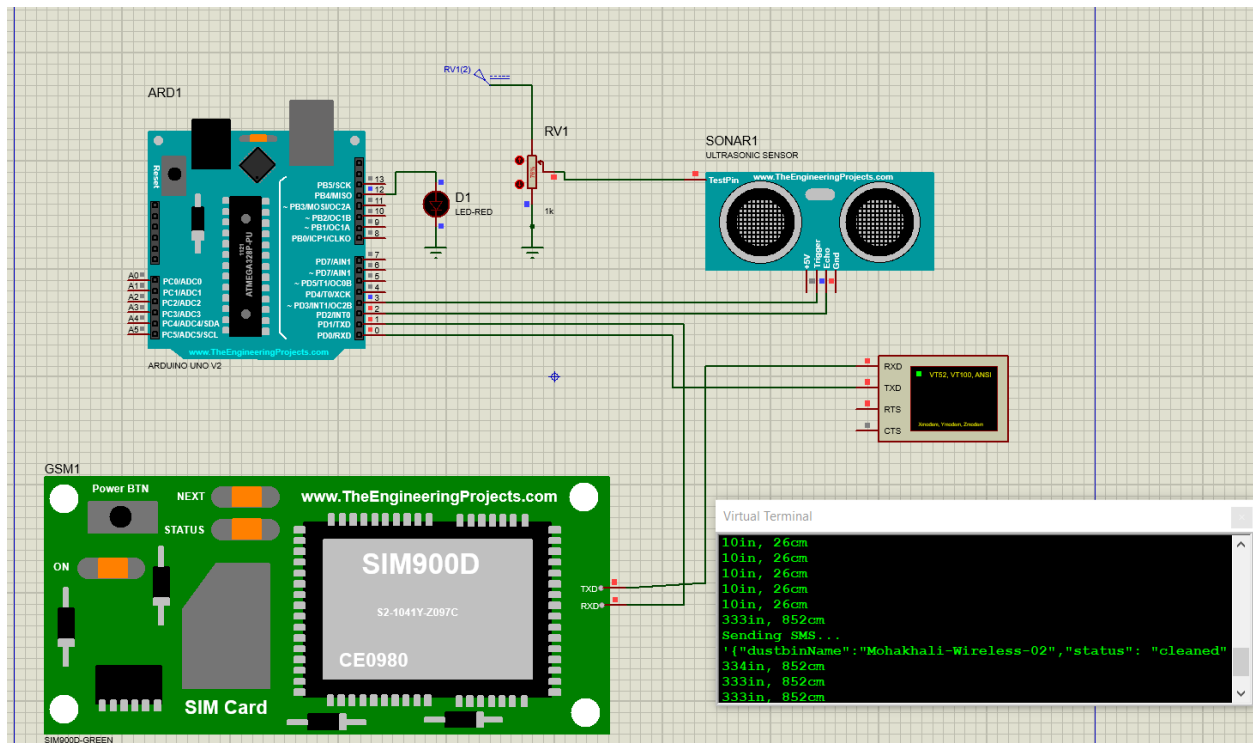 RV1(2)
ARD1
RV1
1k
SONAR1
ULTRASONIC SENSOR
TestPin
www.TheEngineeringProjects.com
+5V
Trigger
Echo
Gnd
Reset
1121
ATMEGA328P-PU
PB5/SCK 13
PB4/MISO 12
~ PB3/MOSI/OC2A 11
~ PB2/OC1B 10
~ PB1/OC1A 9
PB0/ICP1/CLKO 8
PD7/AIN1 7
~ PD7/AIN1 6
~ PD5/T1/OC0B 5
PD4/T0/XCK 4
~ PD3/INT1/OC2B 3
PD2/INT0 2
PD1/TXD 1
PD0/RXD 0
A0 PC0/ADC0
A1 PC1/ADC1
A2 PC2/ADC2
A3 PC3/ADC3
A4 PC4/ADC4/SDA
A5 PC5/ADC5/SCL
www.TheEngineeringProjects.com
ARDUINO UNO V2
D1
LED-RED
RXD
TXD
RTS
CTS
VT52, VT100, ANSI
Xmodem, Ymodem, Zmodem
GSM1
Power BTN
NEXT
STATUS
ON
www.TheEngineeringProjects.com
SIM900D
S2-1041Y-Z097C
CE0980
SIM Card
TXD
RXD
SIM900D-GREEN
Virtual Terminal
10in, 26cm
10in, 26cm
10in, 26cm
10in, 26cm
10in, 26cm
333in, 852cm
Sending SMS...
'{"dustbinName":"Mohakhali-Wireless-02","status": "cleaned"
334in, 852cm
333in, 852cm
333in, 852cm